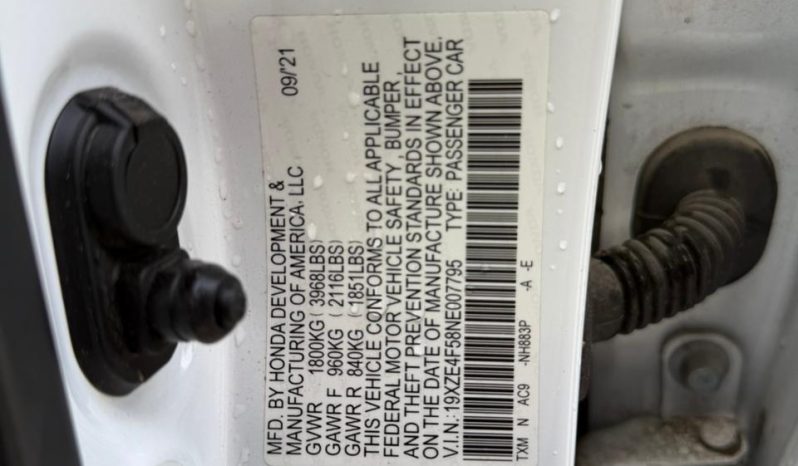 MFD. BY HONDA DEVELOPMENT & 09/'21
MANUFACTURING OF AMERICA, LLC
GVWR 1800KG ( 3968LBS)
GAWR F 960KG ( 2116LBS)
GAWR R 840KG ( 1851LBS)
THIS VEHICLE CONFORMS TO ALL APPLICABLE
FEDERAL MOTOR VEHICLE SAFETY , BUMPER ,
AND THEFT PREVENTION STANDARDS IN EFFECT
ON THE DATE OF MANUFACTURE SHOWN ABOVE.
V.I.N.: 19XZE4F58NE007795 TYPE: PASSENGER CAR
TXM N AC9 -NH883P -A -E